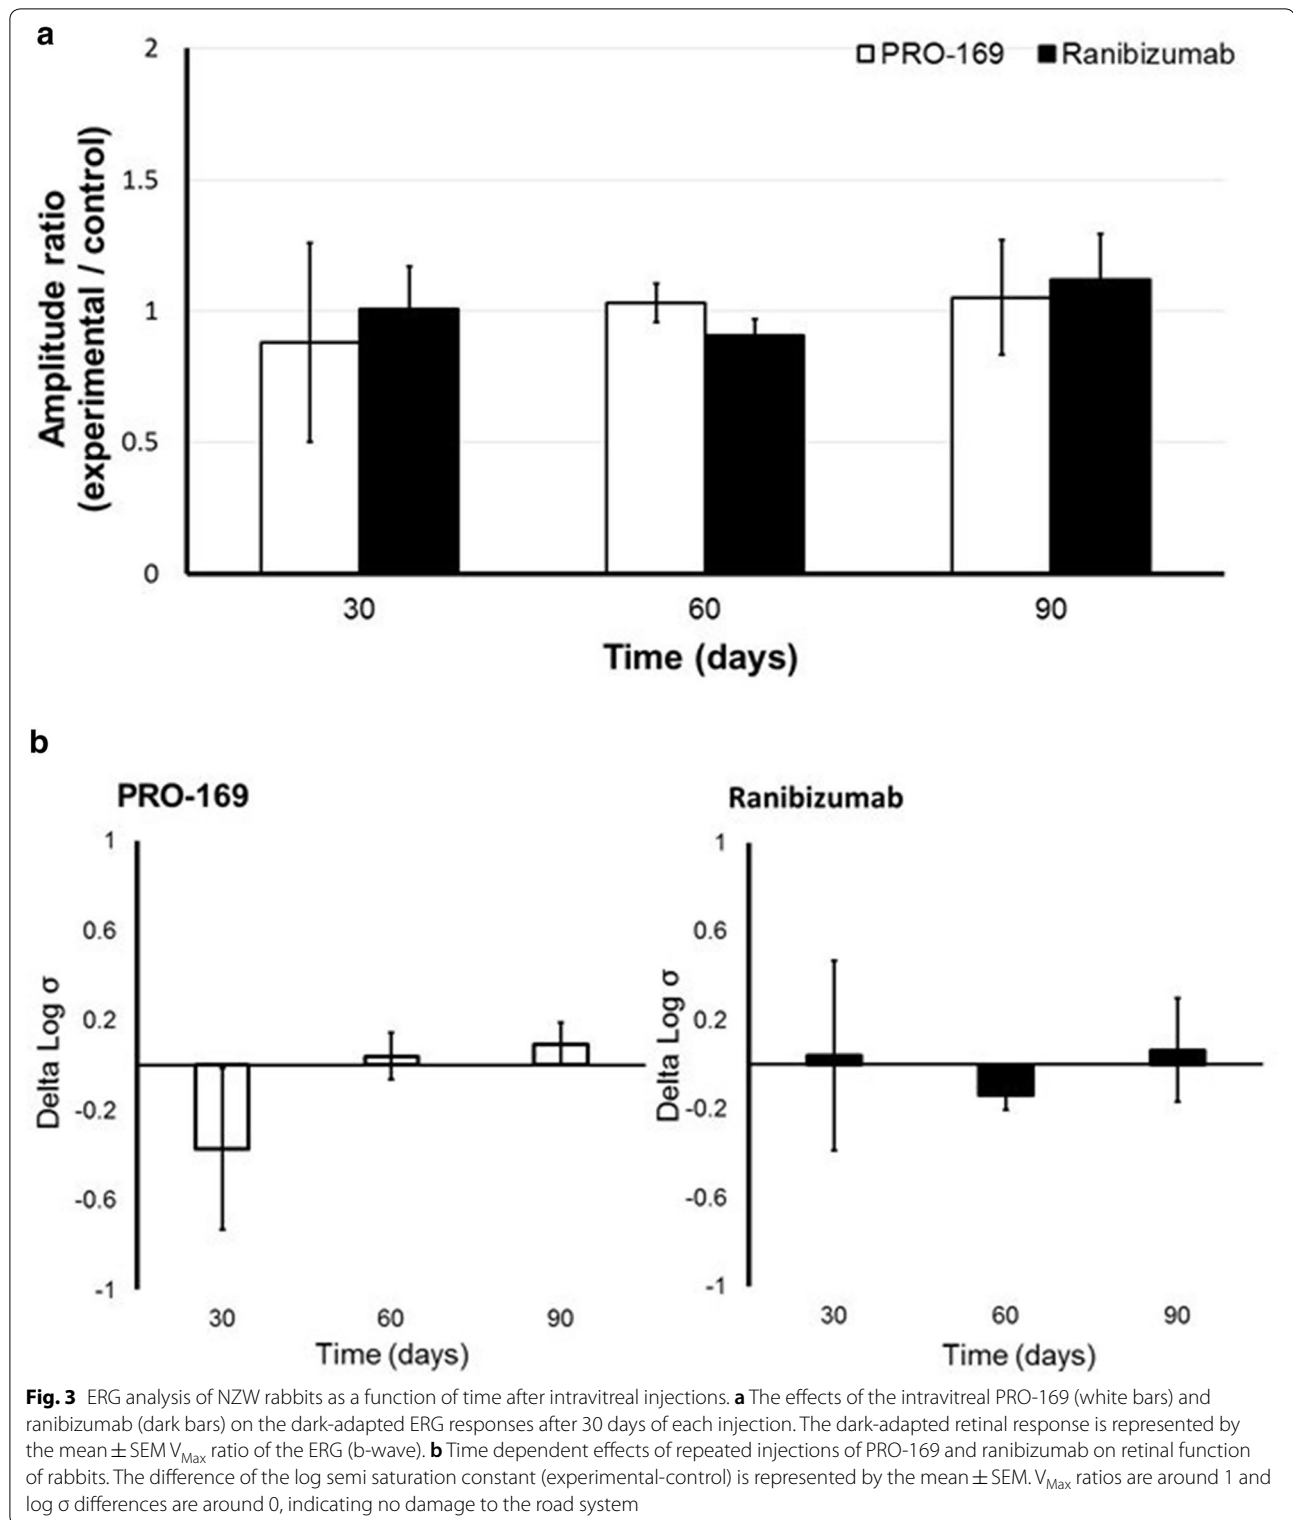 a
2
PRO-169 Ranibizumab
1.5
1
0.5
0
Amplitude ratio
(experimental / control)
30 60 90
Time (days)
b
PRO-169
1
0.6
0.2
-0.2
-0.6
-1
Delta Log σ
30 60 90
Time (days)
Ranibizumab
1
0.6
0.2
-0.2
-0.6
-1
Delta Log σ
30 60 90
Time (days)
Fig. 3 ERG analysis of NZW rabbits as a function of time after intravitreal injections. a The effects of the intravitreal PRO-169 (white bars) and
ranibizumab (dark bars) on the dark-adapted ERG responses after 30 days of each injection. The dark-adapted retinal response is represented by
the mean ± SEM VMax ratio of the ERG (b-wave). b Time dependent effects of repeated injections of PRO-169 and ranibizumab on retinal function
of rabbits. The difference of the log semi saturation constant (experimental-control) is represented by the mean ± SEM. VMax ratios are around 1 and
log σ differences are around 0, indicating no damage to the road system